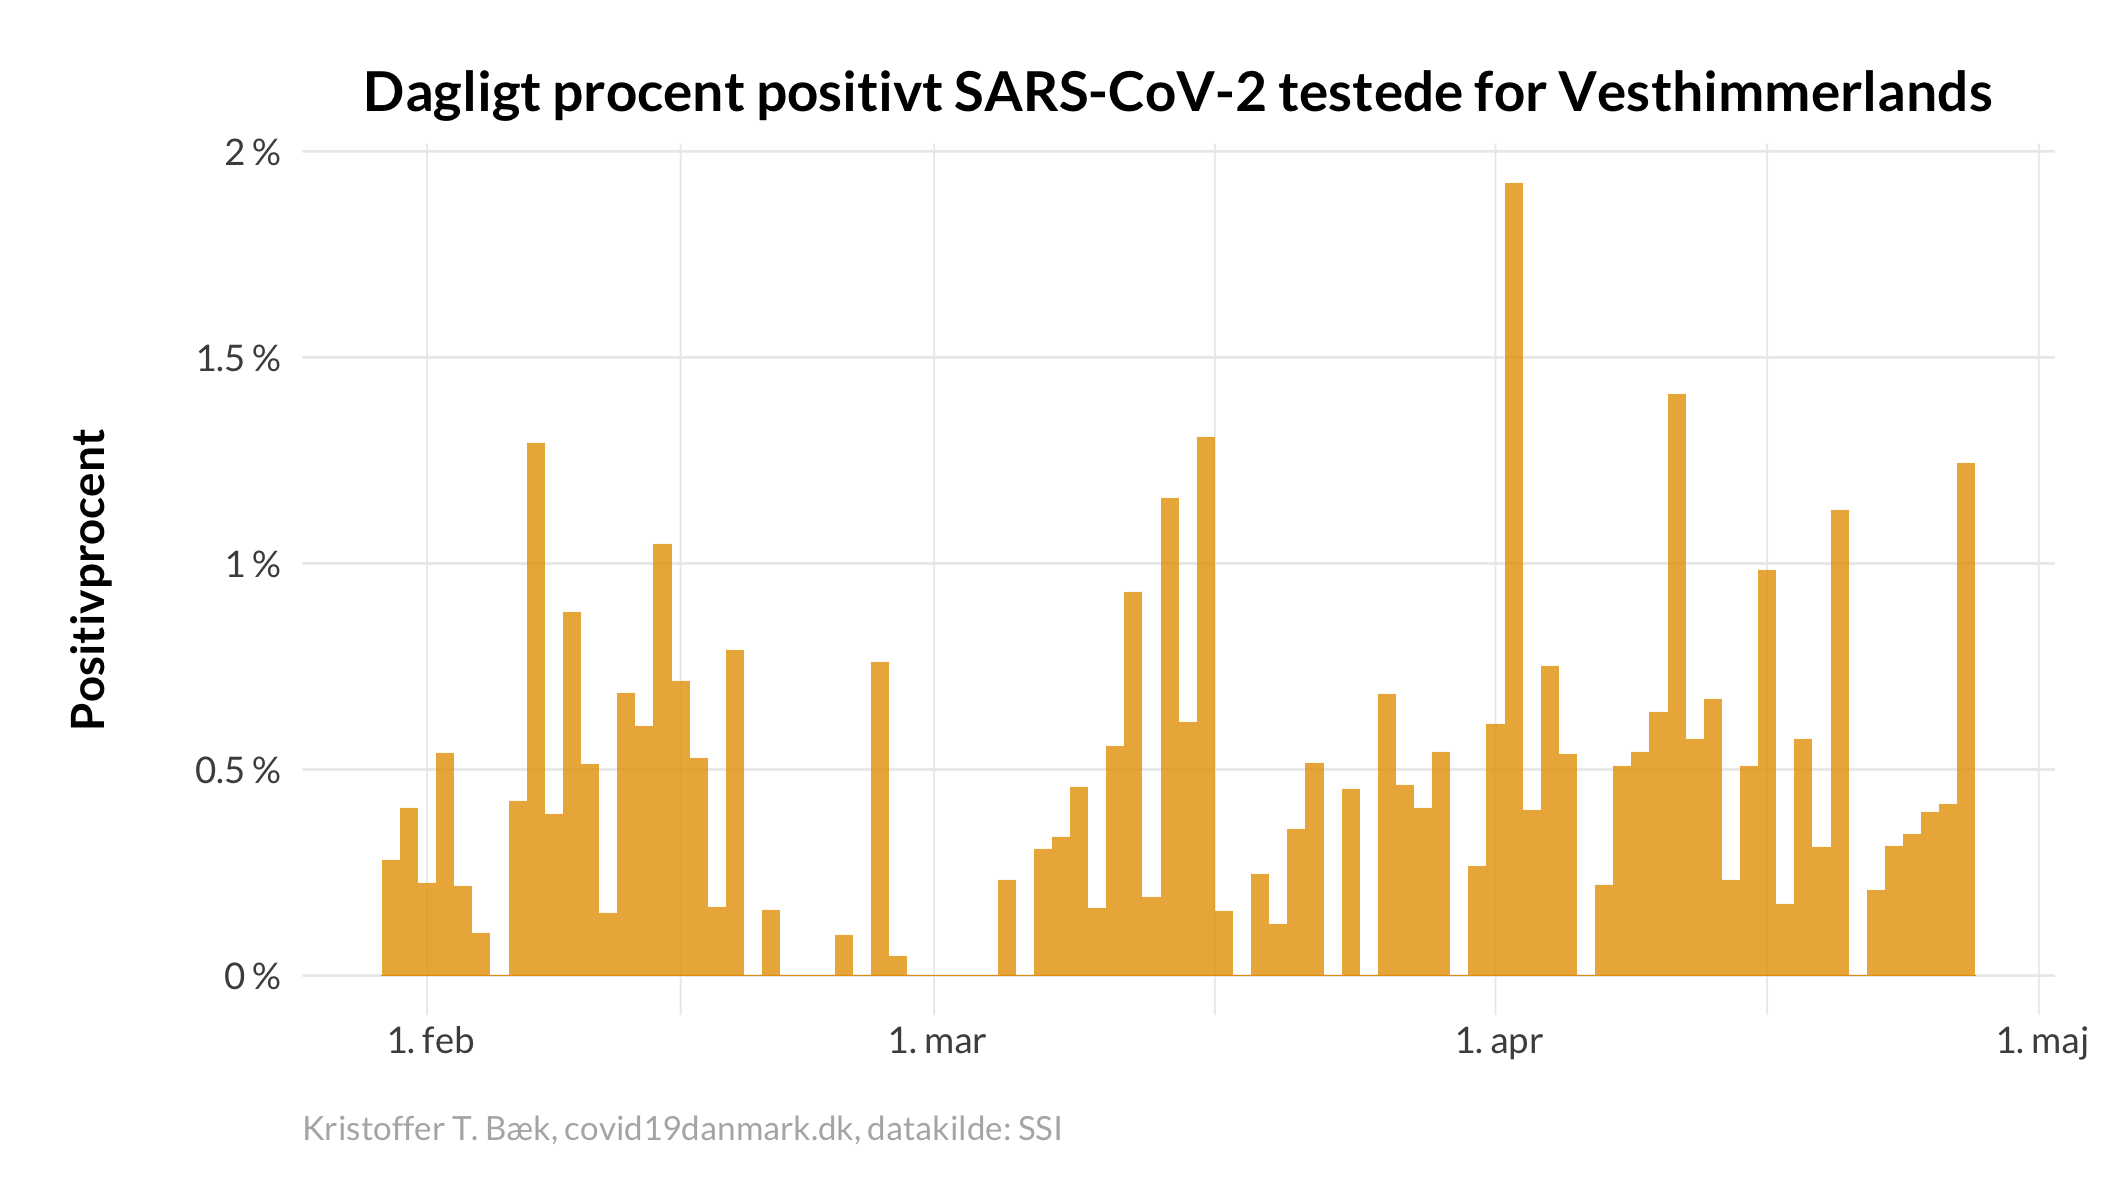 Dagligt procent positivt SARS-CoV-2 testede for Vesthimmerlands
Positivprocent
2 %
1.5 %
1 %
0.5 %
0 %
1. feb
1. mar
1. apr
1. maj
Kristoffer T. Bæk, covid19danmark.dk, datakilde: SSI